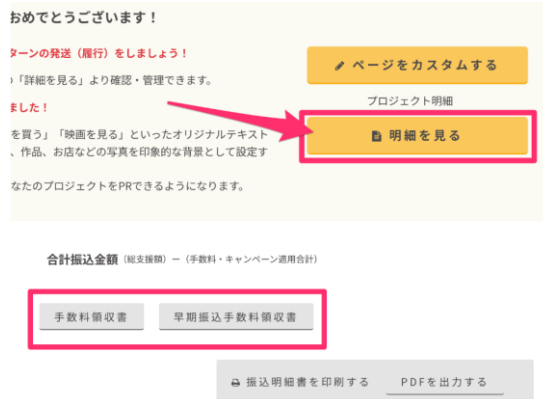 おめでとうございます！
ターンの発送（履行）をしましょう！
ページをカスタムする
「詳細を見る」より確認・管理できます。
プロジェクト明細
ました！
明細を見る
を買う」「映画を見る」といったオリジナルテキスト
、作品、お店などの写真を印象的な背景として設定す
なたのプロジェクトをPRできるようになります。
合計振込金額（総支援額）－（手数料・キャンペーン適用合計）
手数料領収書 早期振込手数料領収書
振込明細書を印刷する PDFを出力する